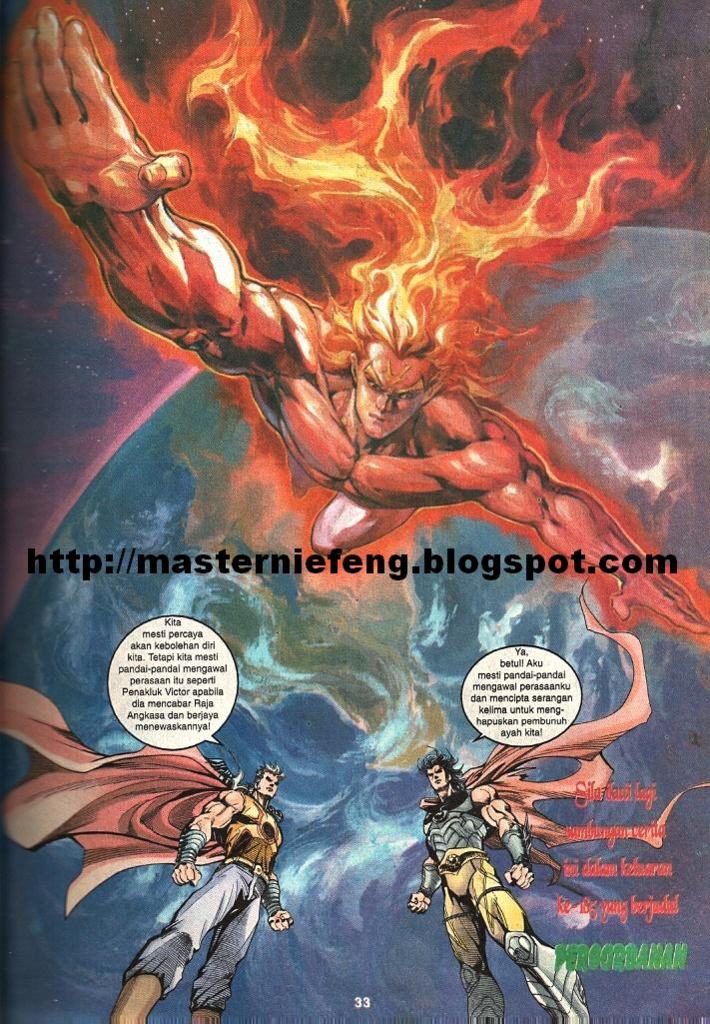 http://masterniefeng.blogspot.com
Kita
mesti percaya
akan kebolehan diri
kita. Tetapi kita mesti
pandai-pandai mengawal
perasaan itu seperti
Penakluk Victor apabila
dia mencabar Raja
Angkasa dan berjaya
menewaskannya!
Ya,
betul! Aku
mesti pandai-pandai
mengawal perasaanku
dan mencipta serangan
kelima untuk meng-
hapuskan pembunuh
ayah kita!
Sila ikuti lagi
sambungan cerita
ini dalam keluaran
ke-185 yang berjudul
PERGORBANAN
33